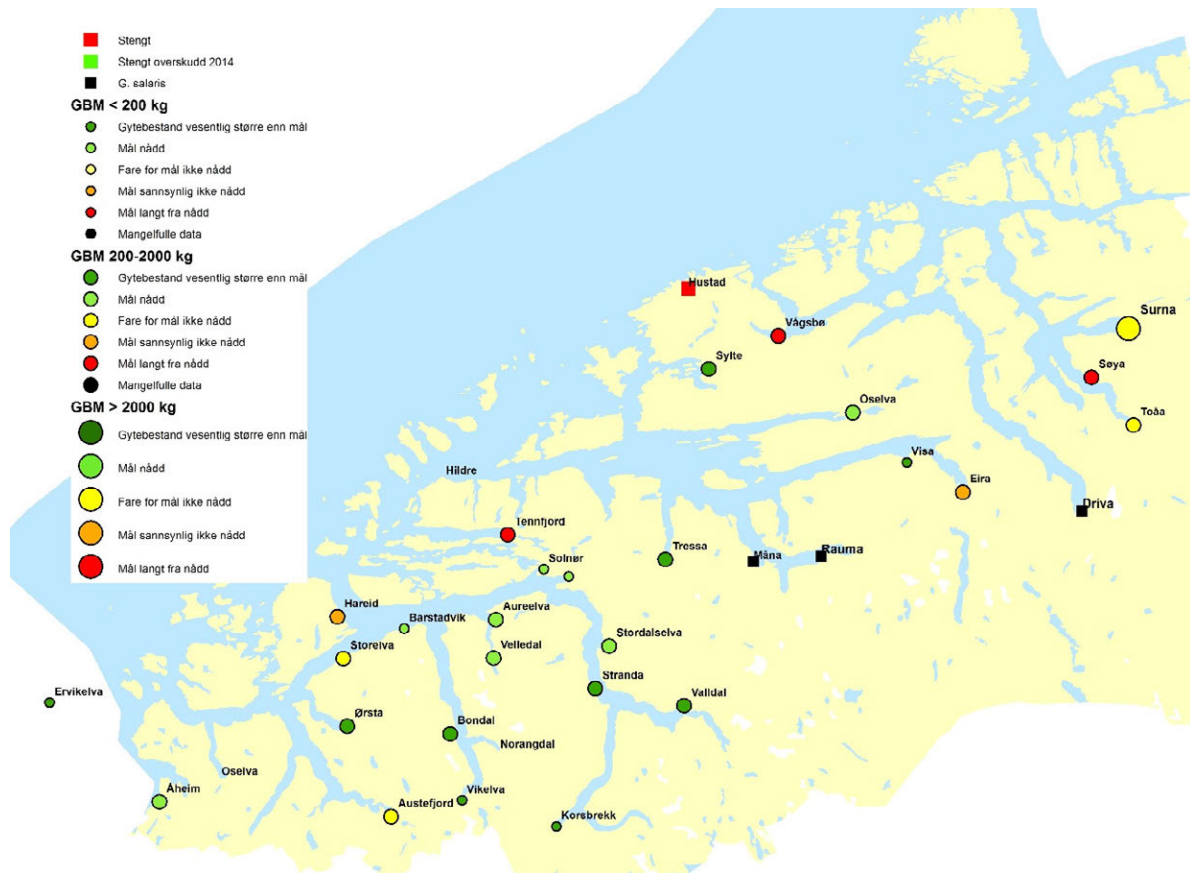 Stengt
Stengt overskudd 2014
G. salaris
GBM < 200 kg
Gytebestand vesentlig større enn mål
Mål nådd
Fare for mål ikke nådd
Mål sannsynlig ikke nådd
Mål langt fra nådd
Mangelfulle data
GBM 200-2000 kg
Gytebestand vesentlig større enn mål
Mål nådd
Fare for mål ikke nådd
Mål sannsynlig ikke nådd
Mål langt fra nådd
Mangelfulle data
GBM > 2000 kg
Gytebestand vesentlig større enn mål
Mål nådd
Fare for mål ikke nådd
Mål sannsynlig ikke nådd
Mål langt fra nådd
Hustad
Surna
Vågsbø
Sylte
Søya
Oselva
Toåa
Visa
Hildre
Eira
Driva
Tennfjord
Tressa
Måna
Rauma
Solnør
Hareid
Aureelva
Barstadvik
Stordalselva
Storelva
Velledal
Stranda
Ervikelva
Valldal
Ørsta
Bondal
Norangdal
Oselva
Åheim
Vikelva
Austefjord
Korsbrekk